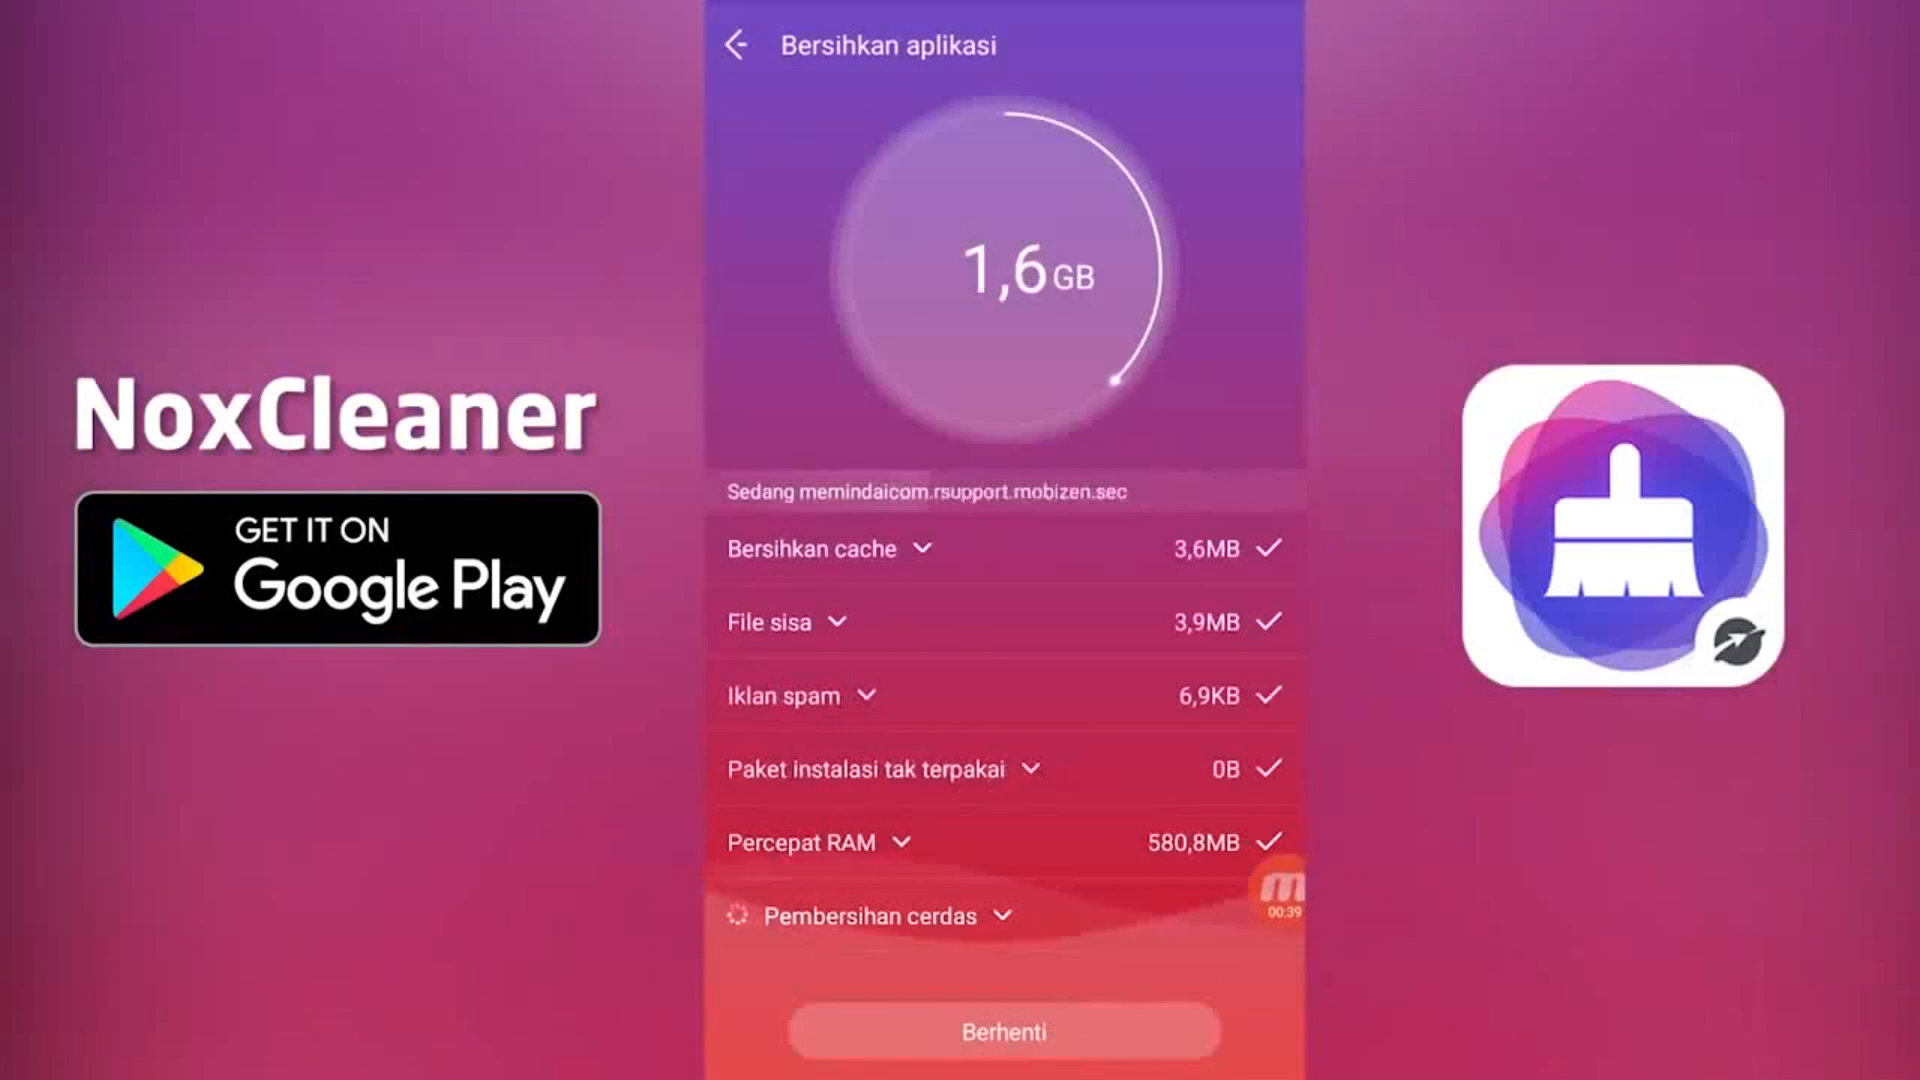 Bersihkan aplikasi
1,6GB
NoxCleaner
GET IT ON
Google Play
Sedang memindaicom.rsupport.mobizen.sec
Bersihkan cache 3,6MB
File sisa 3,9MB
Iklan spam 6,9KB
Paket instalasi tak terpakai 0B
Percepat RAM 580,8MB
m
00:39
Pembersihan cerdas
Berhenti